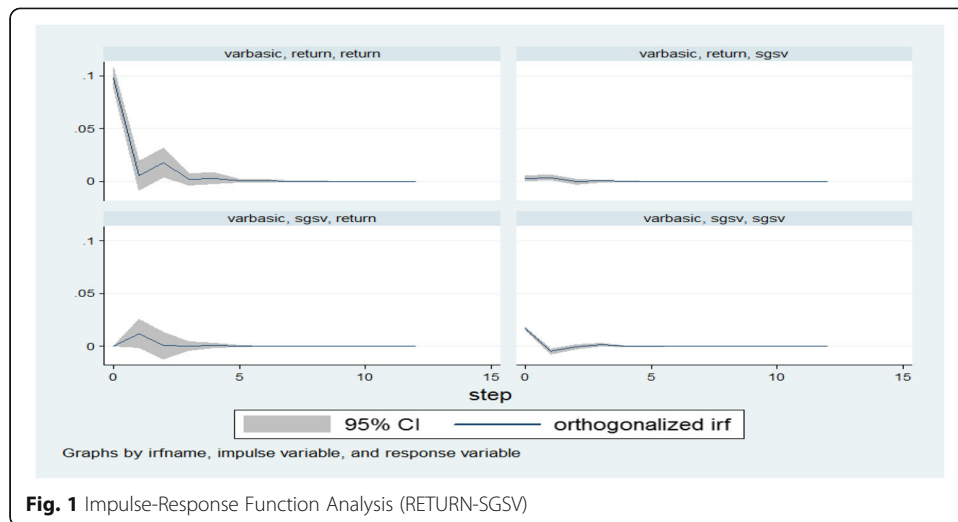 varbasic, return, return
varbasic, return, sgsv
.1
.05
0
varbasic, sgsv, return
varbasic, sgsv, sgsv
.1
.05
0
0
5
10
15
0
5
10
15
step
95% CI
orthogonalized irf
Graphs by irfname, impulse variable, and response variable
Fig. 1 Impulse-Response Function Analysis (RETURN-SGSV)